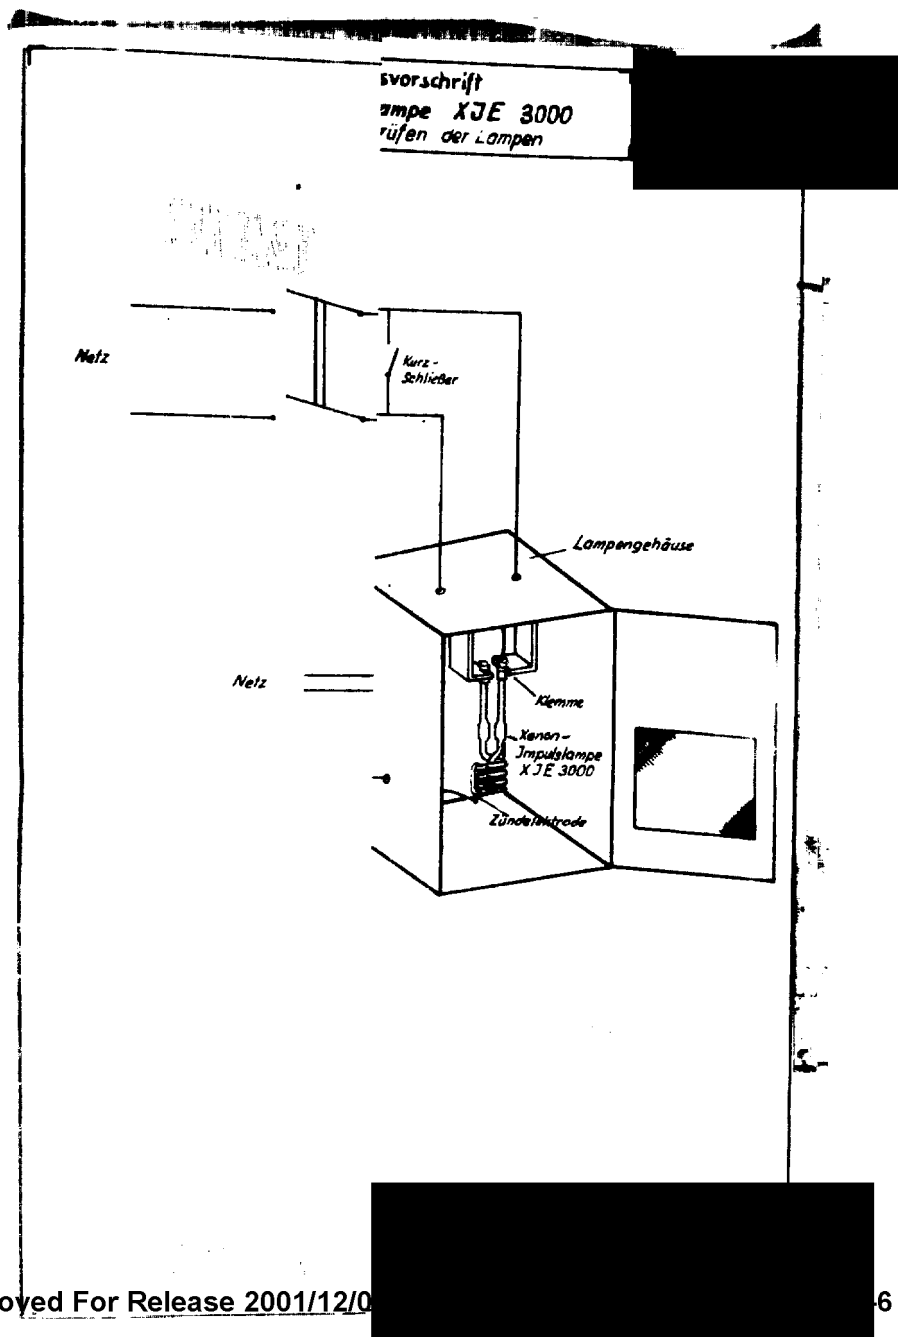 svorschrift
ampe XJE 3000
rüfen der Lampen
Netz
Kurz-
Schließer
Lampengehäuse
Netz
Klemme
Xenon-
Impulslampe
XJE 3000
Zündelektrode
oved For Release 2001/12/0
-6